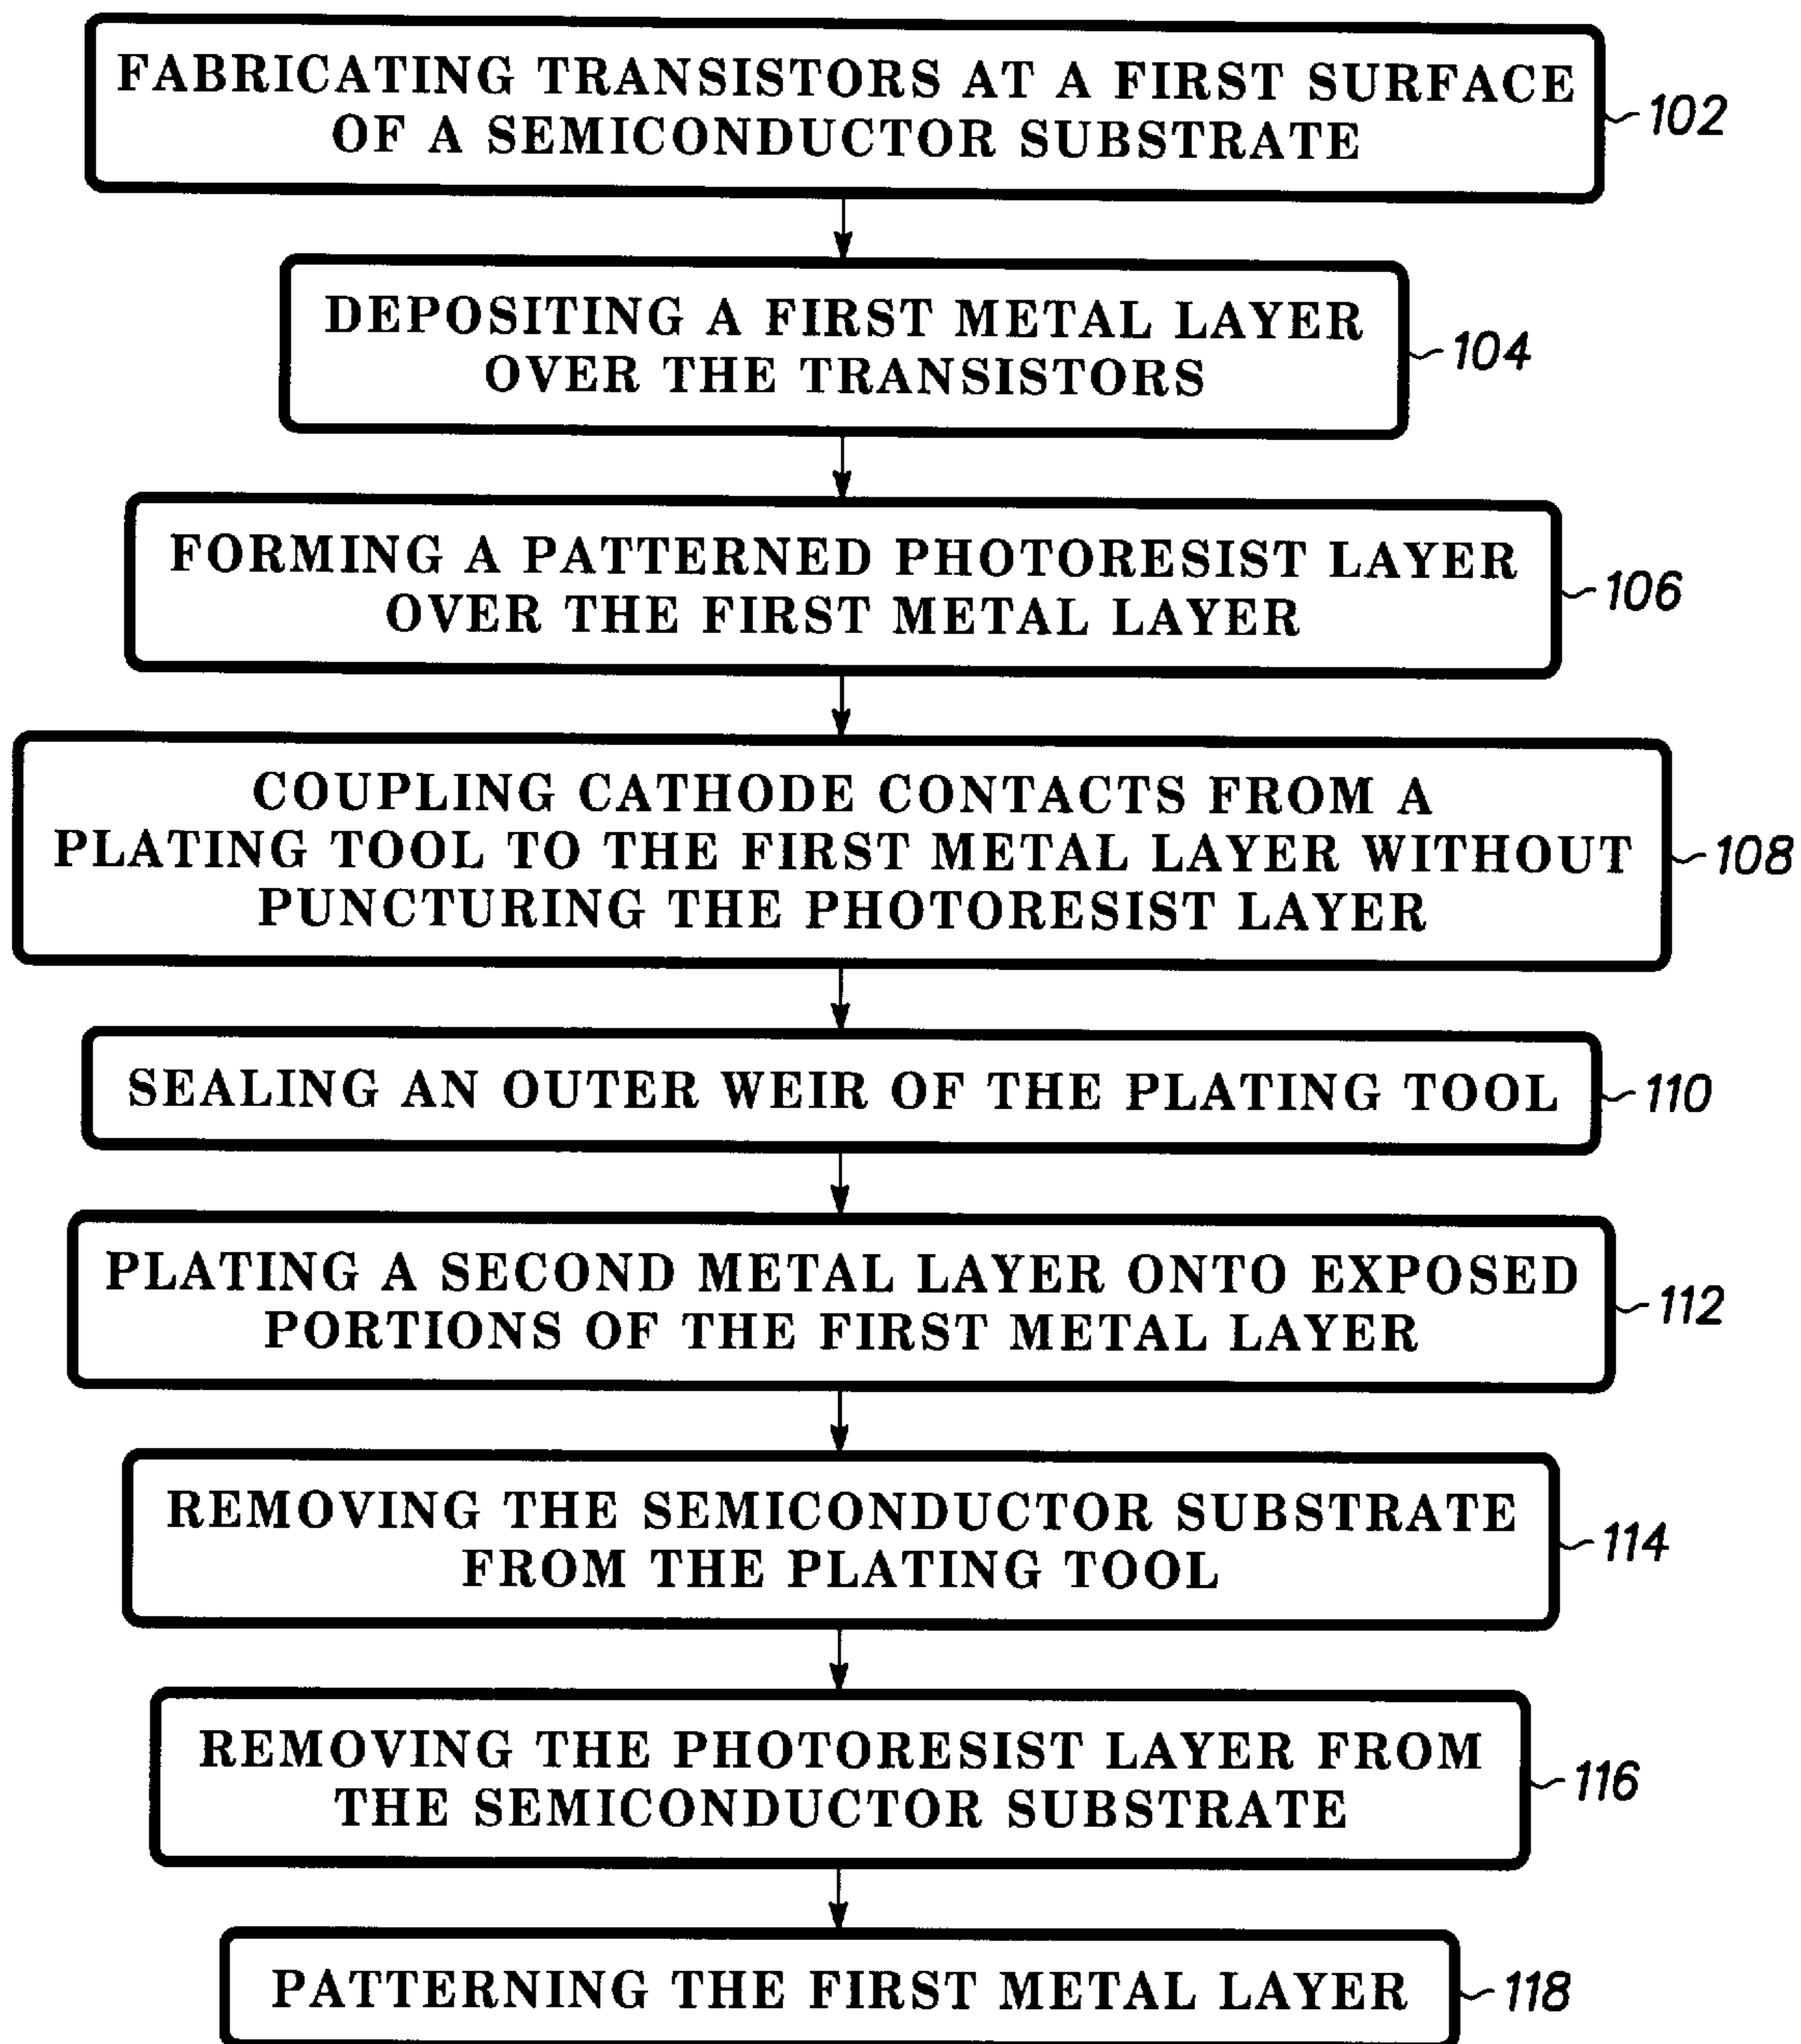 FABRICATING TRANSISTORS AT A FIRST SURFACE
OF A SEMICONDUCTOR SUBSTRATE
102
DEPOSITING A FIRST METAL LAYER
OVER THE TRANSISTORS
104
FORMING A PATTERNED PHOTORESIST LAYER
OVER THE FIRST METAL LAYER
106
COUPLING CATHODE CONTACTS FROM A
PLATING TOOL TO THE FIRST METAL LAYER WITHOUT
PUNCTURING THE PHOTORESIST LAYER
108
SEALING AN OUTER WEIR OF THE PLATING TOOL
110
PLATING A SECOND METAL LAYER ONTO EXPOSED
PORTIONS OF THE FIRST METAL LAYER
112
REMOVING THE SEMICONDUCTOR SUBSTRATE
FROM THE PLATING TOOL
114
REMOVING THE PHOTORESIST LAYER FROM
THE SEMICONDUCTOR SUBSTRATE
116
PATTERNING THE FIRST METAL LAYER
118